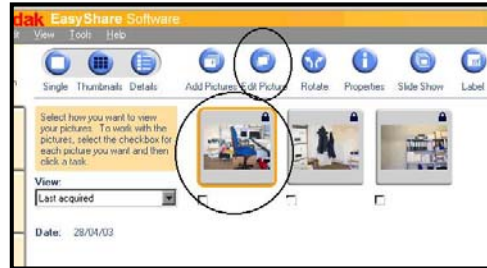 dak EasyShare Software
it View Tools Help
Single Thumbnails Details Add Pictures Edit Picture Rotate Properties Slide Show Label
Select how you want to view
your pictures. To work with the
pictures, select the checkbox for
each picture you want and then
click a task.
View:
Last acquired
Date: 28/04/03